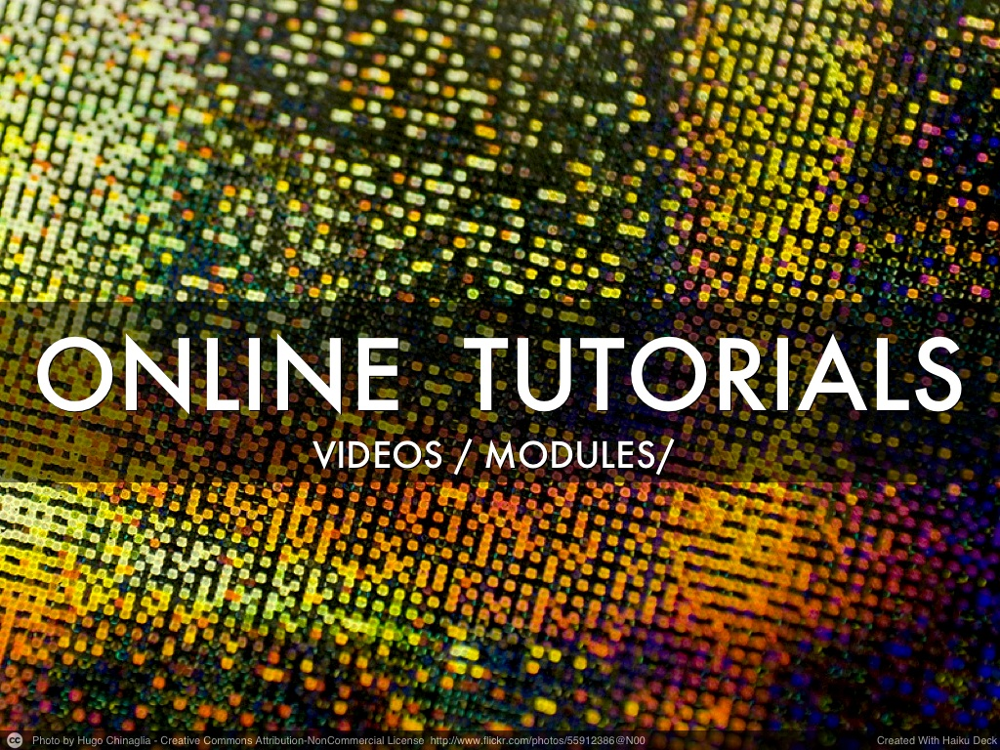 ONLINE TUTORIALS
VIDEOS / MODULES/
cc Photo by Hugo Chinaglia - Creative Commons Attribution-NonCommercial License http://www.flickr.com/photos/55912386@N00 Created With Haiku Deck